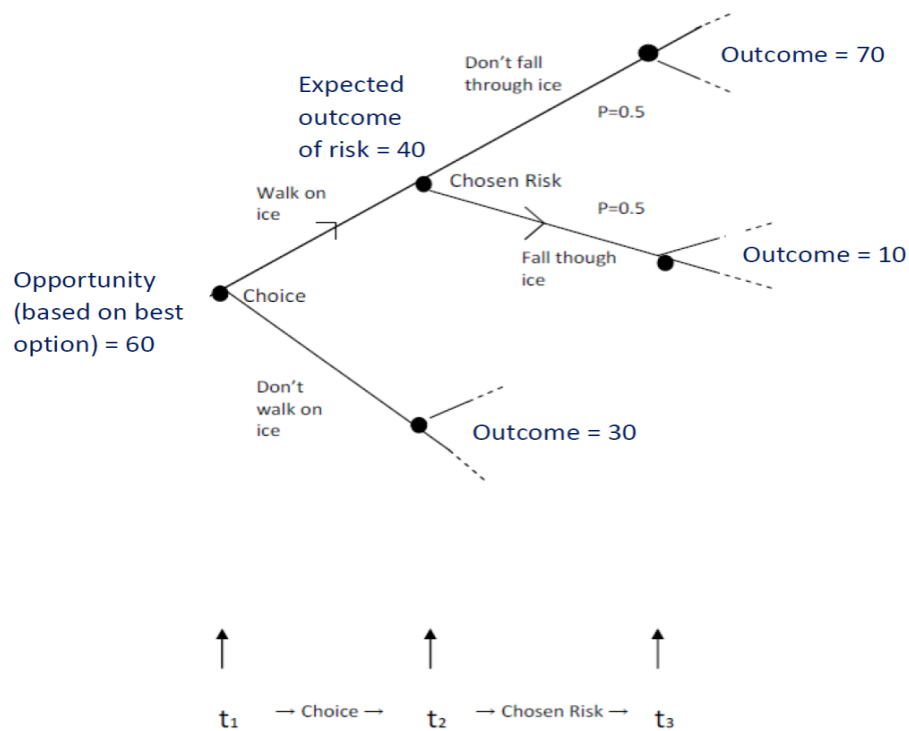 Don't fall
through ice
Outcome = 70
Expected
outcome
of risk = 40
P=0.5
Walk on
ice
Chosen Risk
P=0.5
Fall though
ice
Outcome = 10
Opportunity
(based on best
option) = 60
Choice
Don't
walk on
ice
Outcome = 30
t₁ → Choice → t₂ → Chosen Risk → t₃